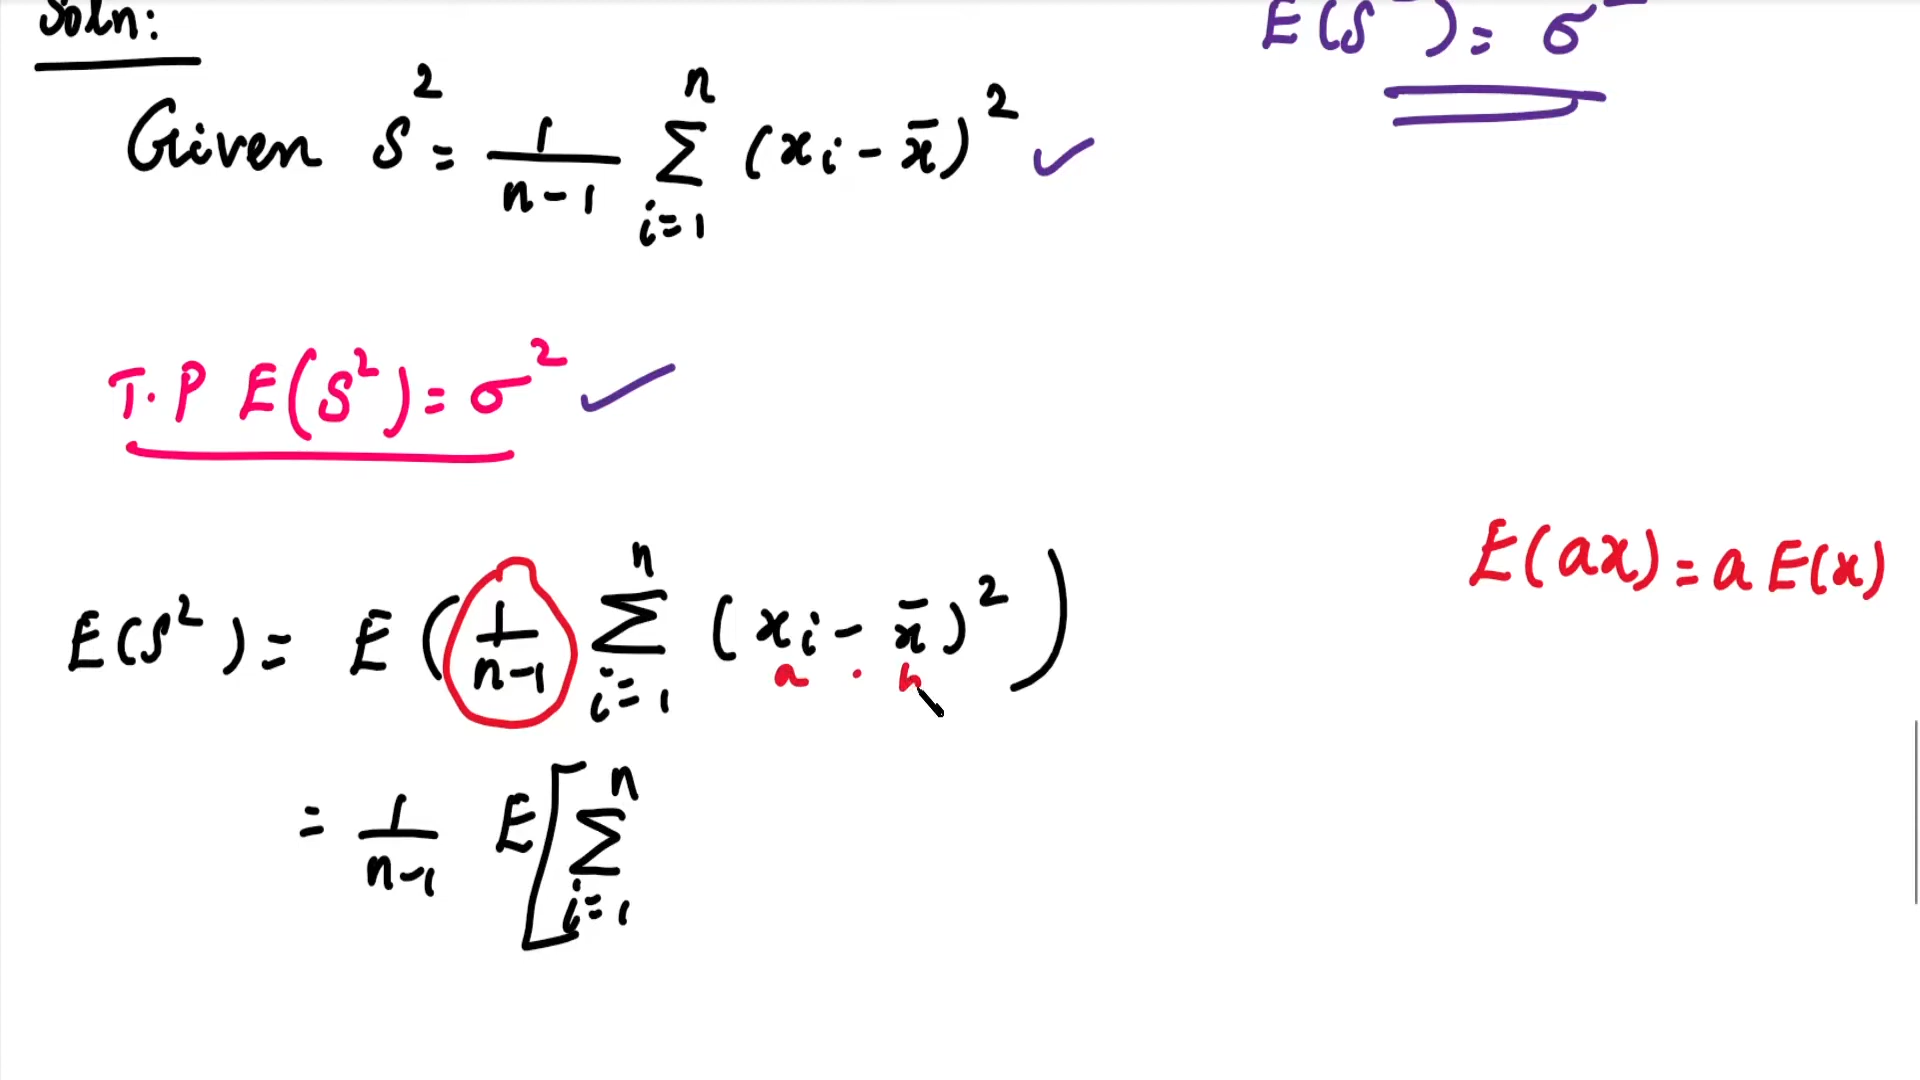 Soln:
E(S²) = σ²
Given S² = 1/(n-1) Σ_{i=1}^{n} (xi - x̄)²
T.P E(S²) = σ²
E(ax) = a E(x)
E(S²) = E(1/(n-1) Σ_{i=1}^{n} (xi - x̄)²)
a . b
= 1/(n-1) E[Σ_{i=1}^{n}